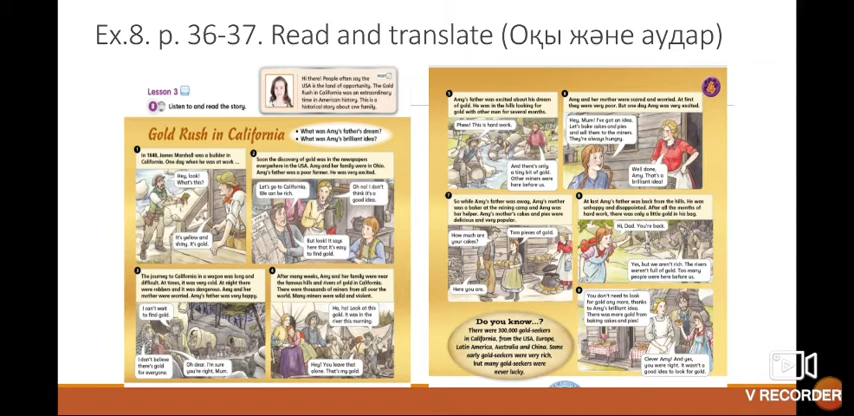 Ex.8. p. 36-37. Read and translate (Оқы және аудар)
Lesson 3
Listen to and read the story.
Hi there! People often say the
USA is the land of opportunity. The Gold
Rush in California was an extraordinary
time in American history. This is a
historical story about one family.
Gold Rush in California
• What was Amy's father's dream?
• What was Amy's brilliant idea?
1
In 1848, James Marshall was a builder in
California. One day when he was at work ...
Hey, look!
What's this?
It's yellow and
shiny. It's gold.
2
Soon the discovery of gold was in the newspapers
everywhere in the USA. Amy and her family were in Ohio.
Amy's father was a poor farmer. He was very excited.
Let's go to California.
We can be rich.
Oh no! I don't
think it's a
good idea.
But look! It says
here that it's easy
to find gold.
3
The journey to California in a wagon was long and
difficult. At times, it was very cold. At night there
were robbers and it was dangerous. Amy and her
mother were worried. Amy's father was very happy.
I can't wait
to find gold.
I don't believe
there's gold
for everyone.
Oh dear. I'm sure
you're right, Mum.
4
After many weeks, Amy and her family were near
the famous hills and rivers of gold in California.
There were thousands of miners from all over the
world. Many miners were wild and violent.
Ha, ha! Look at this
gold. It was in the
river this morning.
Hey! You leave that
alone. That's my gold.
5
Amy's father was excited about his dream
of gold. He was in the hills looking for
gold with other men for several months.
Phew! This is hard work.
And there's only
a tiny bit of gold.
Other miners were
here before us.
6
Amy and her mother were scared and worried. At first
they were very poor. But one day Amy was very excited.
Hey, Mum! I've got an idea.
Let's bake cakes and pies
and sell them to the miners.
They're always hungry.
Well done,
Amy. That's a
brilliant idea!
7
So while Amy's father was away, Amy's mother
was a baker at the mining camp and Amy was
her helper. Amy's mother's cakes and pies were
delicious and very popular.
How much are
your cakes?
Two pieces of gold.
Here you are.
8
At last Amy's father was back from the hills. He was
unhappy and disappointed. After all the months of
hard work, there was only a little gold in his bag.
Hi, Dad. You're back.
Yes, but we aren't rich. The rivers
weren't full of gold. Too many
people were here before us.
9
You don't need to look
for gold any more, thanks
to Amy's brilliant idea.
There was more gold from
baking cakes and pies!
Clever Amy! And yes,
you were right. It wasn't a
good idea to look for gold.
Do you know...?
There were 300,000 gold-seekers
in California, from the USA, Europe,
Latin America, Australia and China. Some
early gold-seekers were very rich,
but many gold-seekers were
never lucky.
V RECORDER